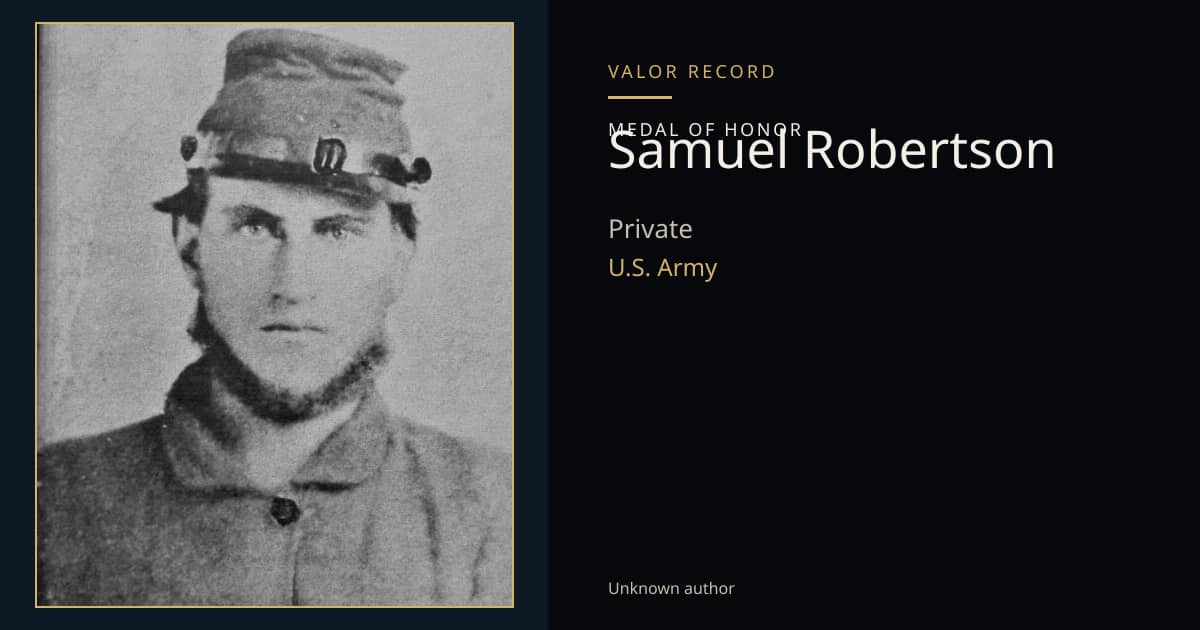 VALOR RECORD
MEDAL OF HONOR
Samuel Robertson
Private
U.S. Army
Unknown author